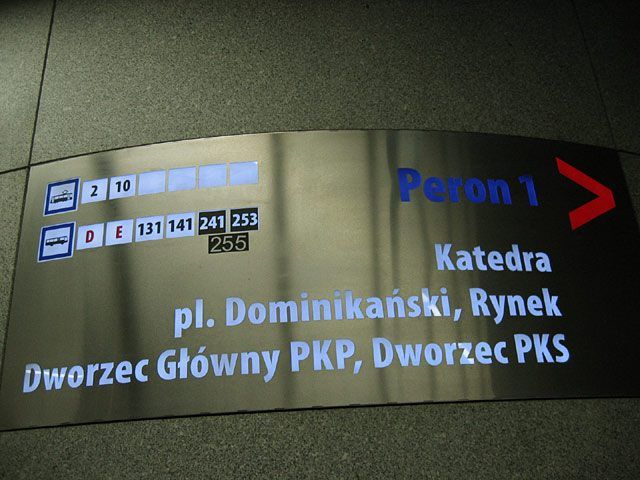 2 10
Peron 1
D E 131 141 241 253
255
Katedra
pl. Dominikański, Rynek
Dworzec Główny PKP, Dworzec PKS